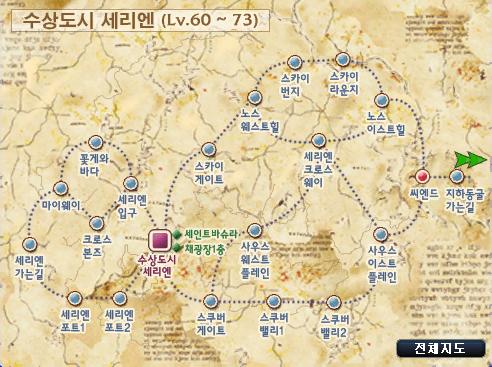 수상도시 세리엔 (Lv.60 ~ 73)
스카이
번지
스카이
라운지
노스
웨스트힐
노스
이스트힐
꽃게와
바다
스카이
게이트
세리엔
크로스
웨이
마이웨이
세리엔
입구
씨엔드
지하동굴
가는길
크로스
본즈
세인트바슈라
채광장1층
수상도시
세리엔
사우스
웨스트
플레인
사우스
이스트
플레인
세리엔
가는길
세리엔
포트1
세리엔
포트2
스쿠버
게이트
스쿠버
밸리1
스쿠버
밸리2
전체지도